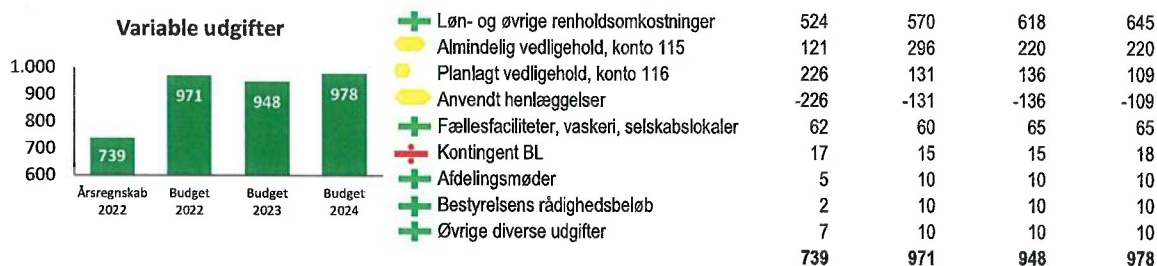 Variable udgifter
1.000
900
800
700
600
739
971
948
978
Årsregnskab 2022
Budget 2022
Budget 2023
Budget 2024
Løn- og øvrige renholdsomkostninger 524 570 618 645
Almindelig vedligehold, konto 115 121 296 220 220
Planlagt vedligehold, konto 116 226 131 136 109
Anvendt henlæggelser -226 -131 -136 -109
Fællesfaciliteter, vaskeri, selskabslokaler 62 60 65 65
Kontingent BL 17 15 15 18
Afdelingsmøder 5 10 10 10
Bestyrelsens rådighedsbeløb 2 10 10 10
Øvrige diverse udgifter 7 10 10 10
739 971 948 978